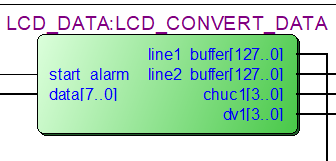 LCD_DATA:LCD_CONVERT_DATA
line1_buffer[127..0]
start_alarm line2_buffer[127..0]
data[7..0] chuc1[3..0]
dv1[3..0]